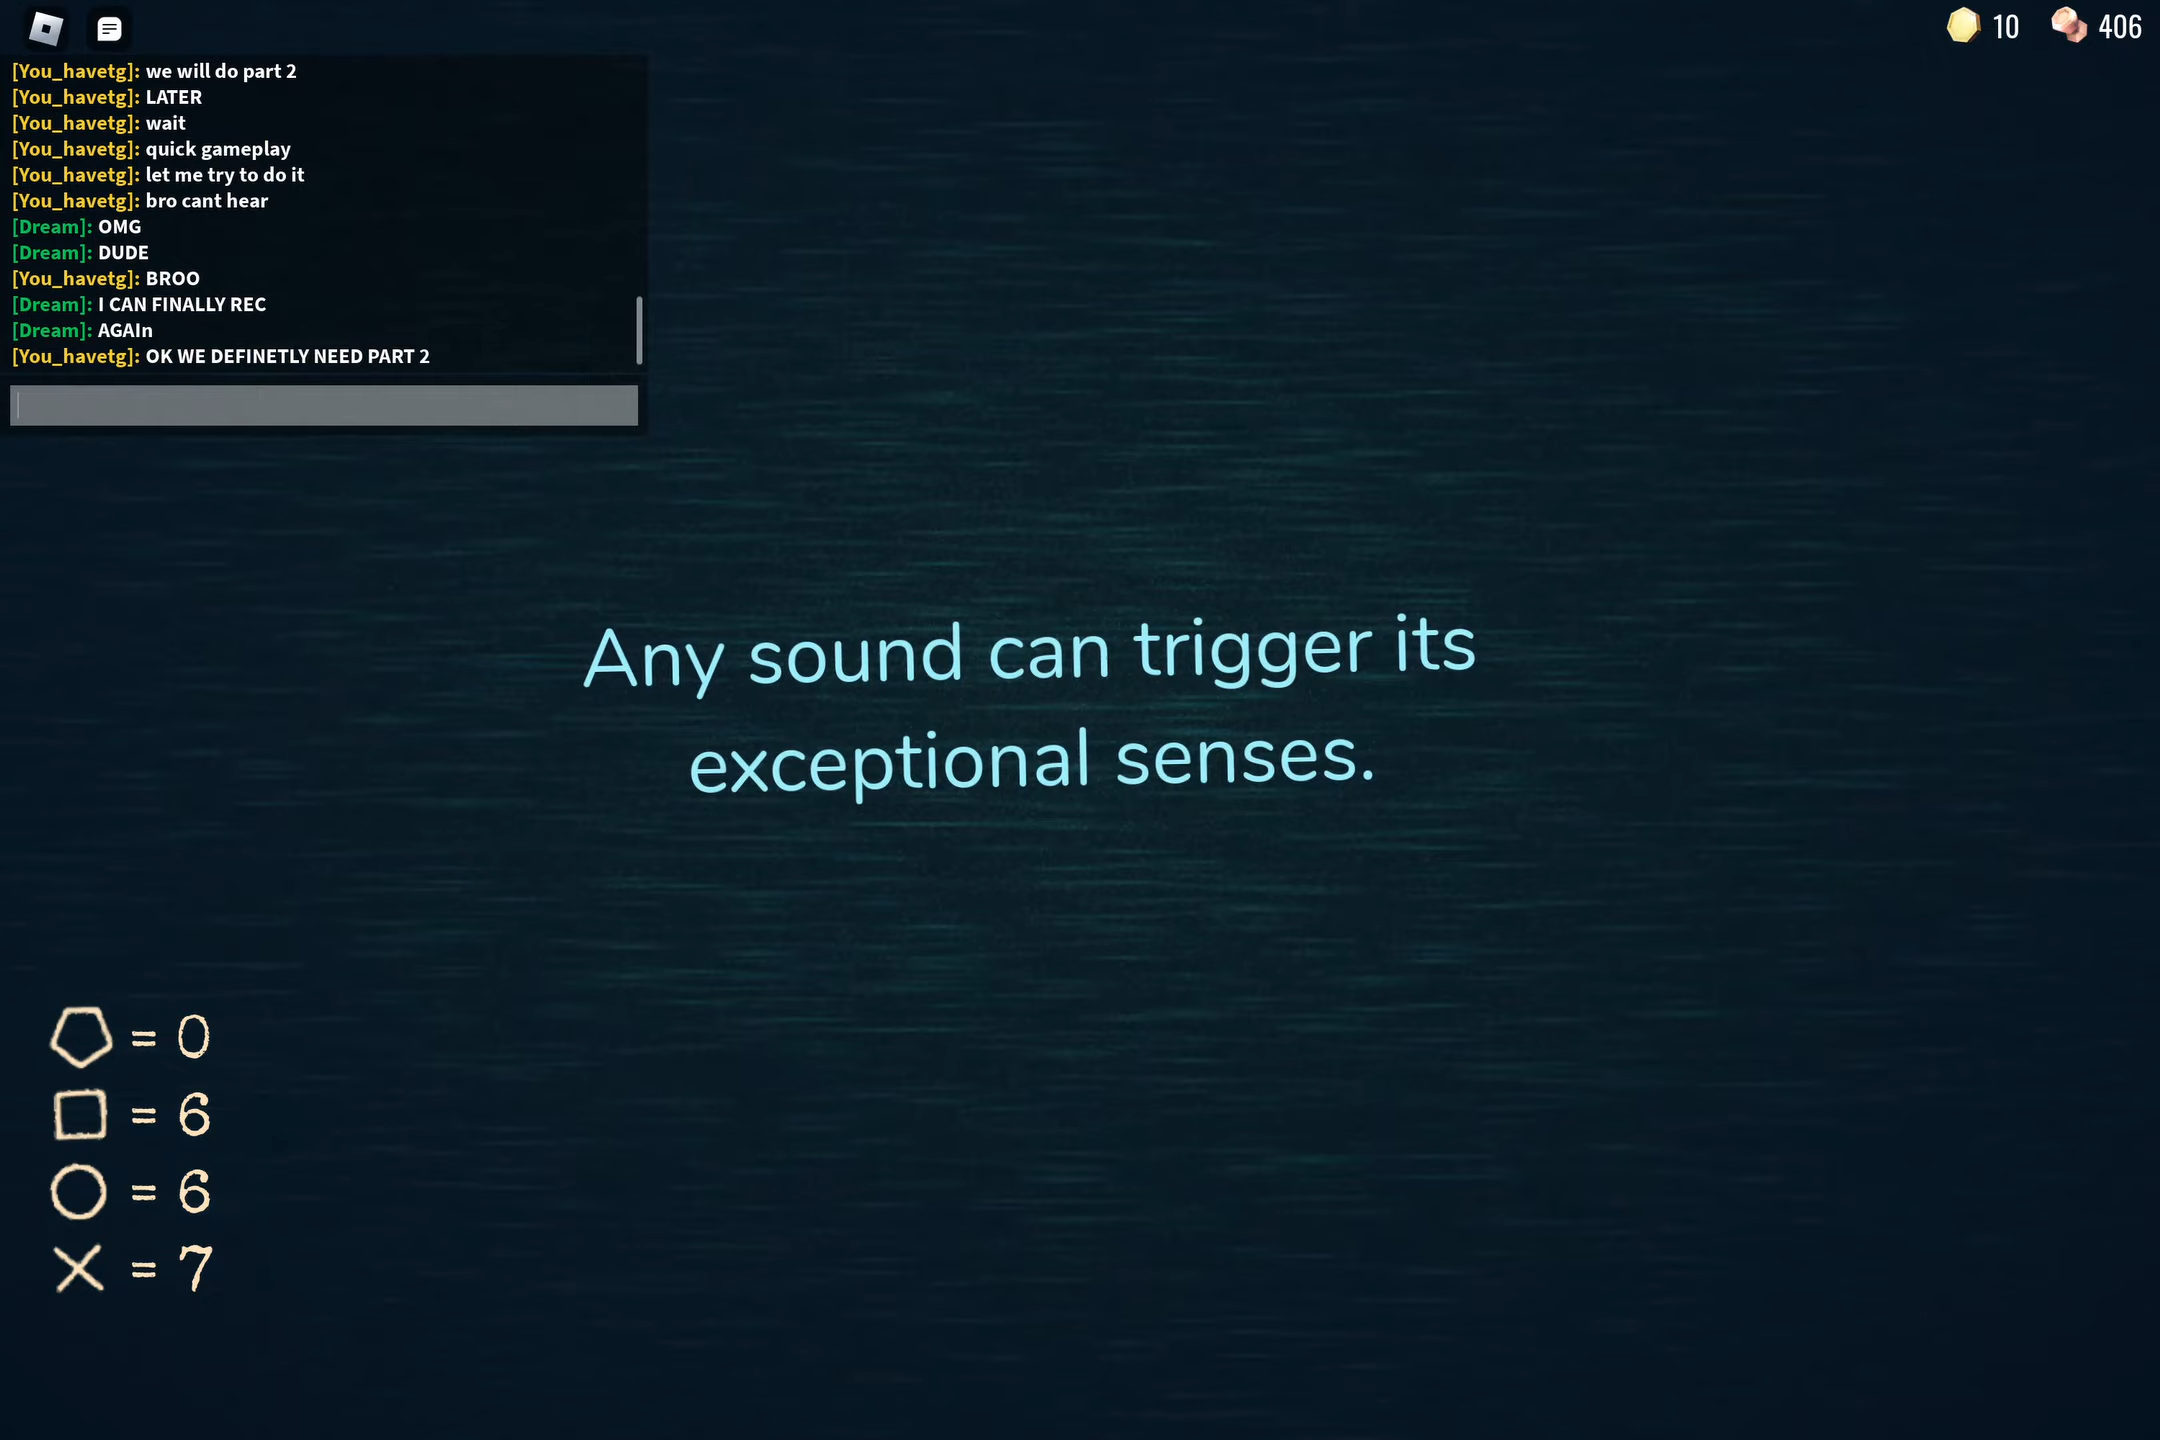 10 406
[You_havetg]: we will do part 2
[You_havetg]: LATER
[You_havetg]: wait
[You_havetg]: quick gameplay
[You_havetg]: let me try to do it
[You_havetg]: bro cant hear
[Dream]: OMG
[Dream]: DUDE
[You_havetg]: BROO
[Dream]: I CAN FINALLY REC
[Dream]: AGAIn
[You_havetg]: OK WE DEFINETLY NEED PART 2
Any sound can trigger its
exceptional senses.
= 0
= 6
= 6
= 7